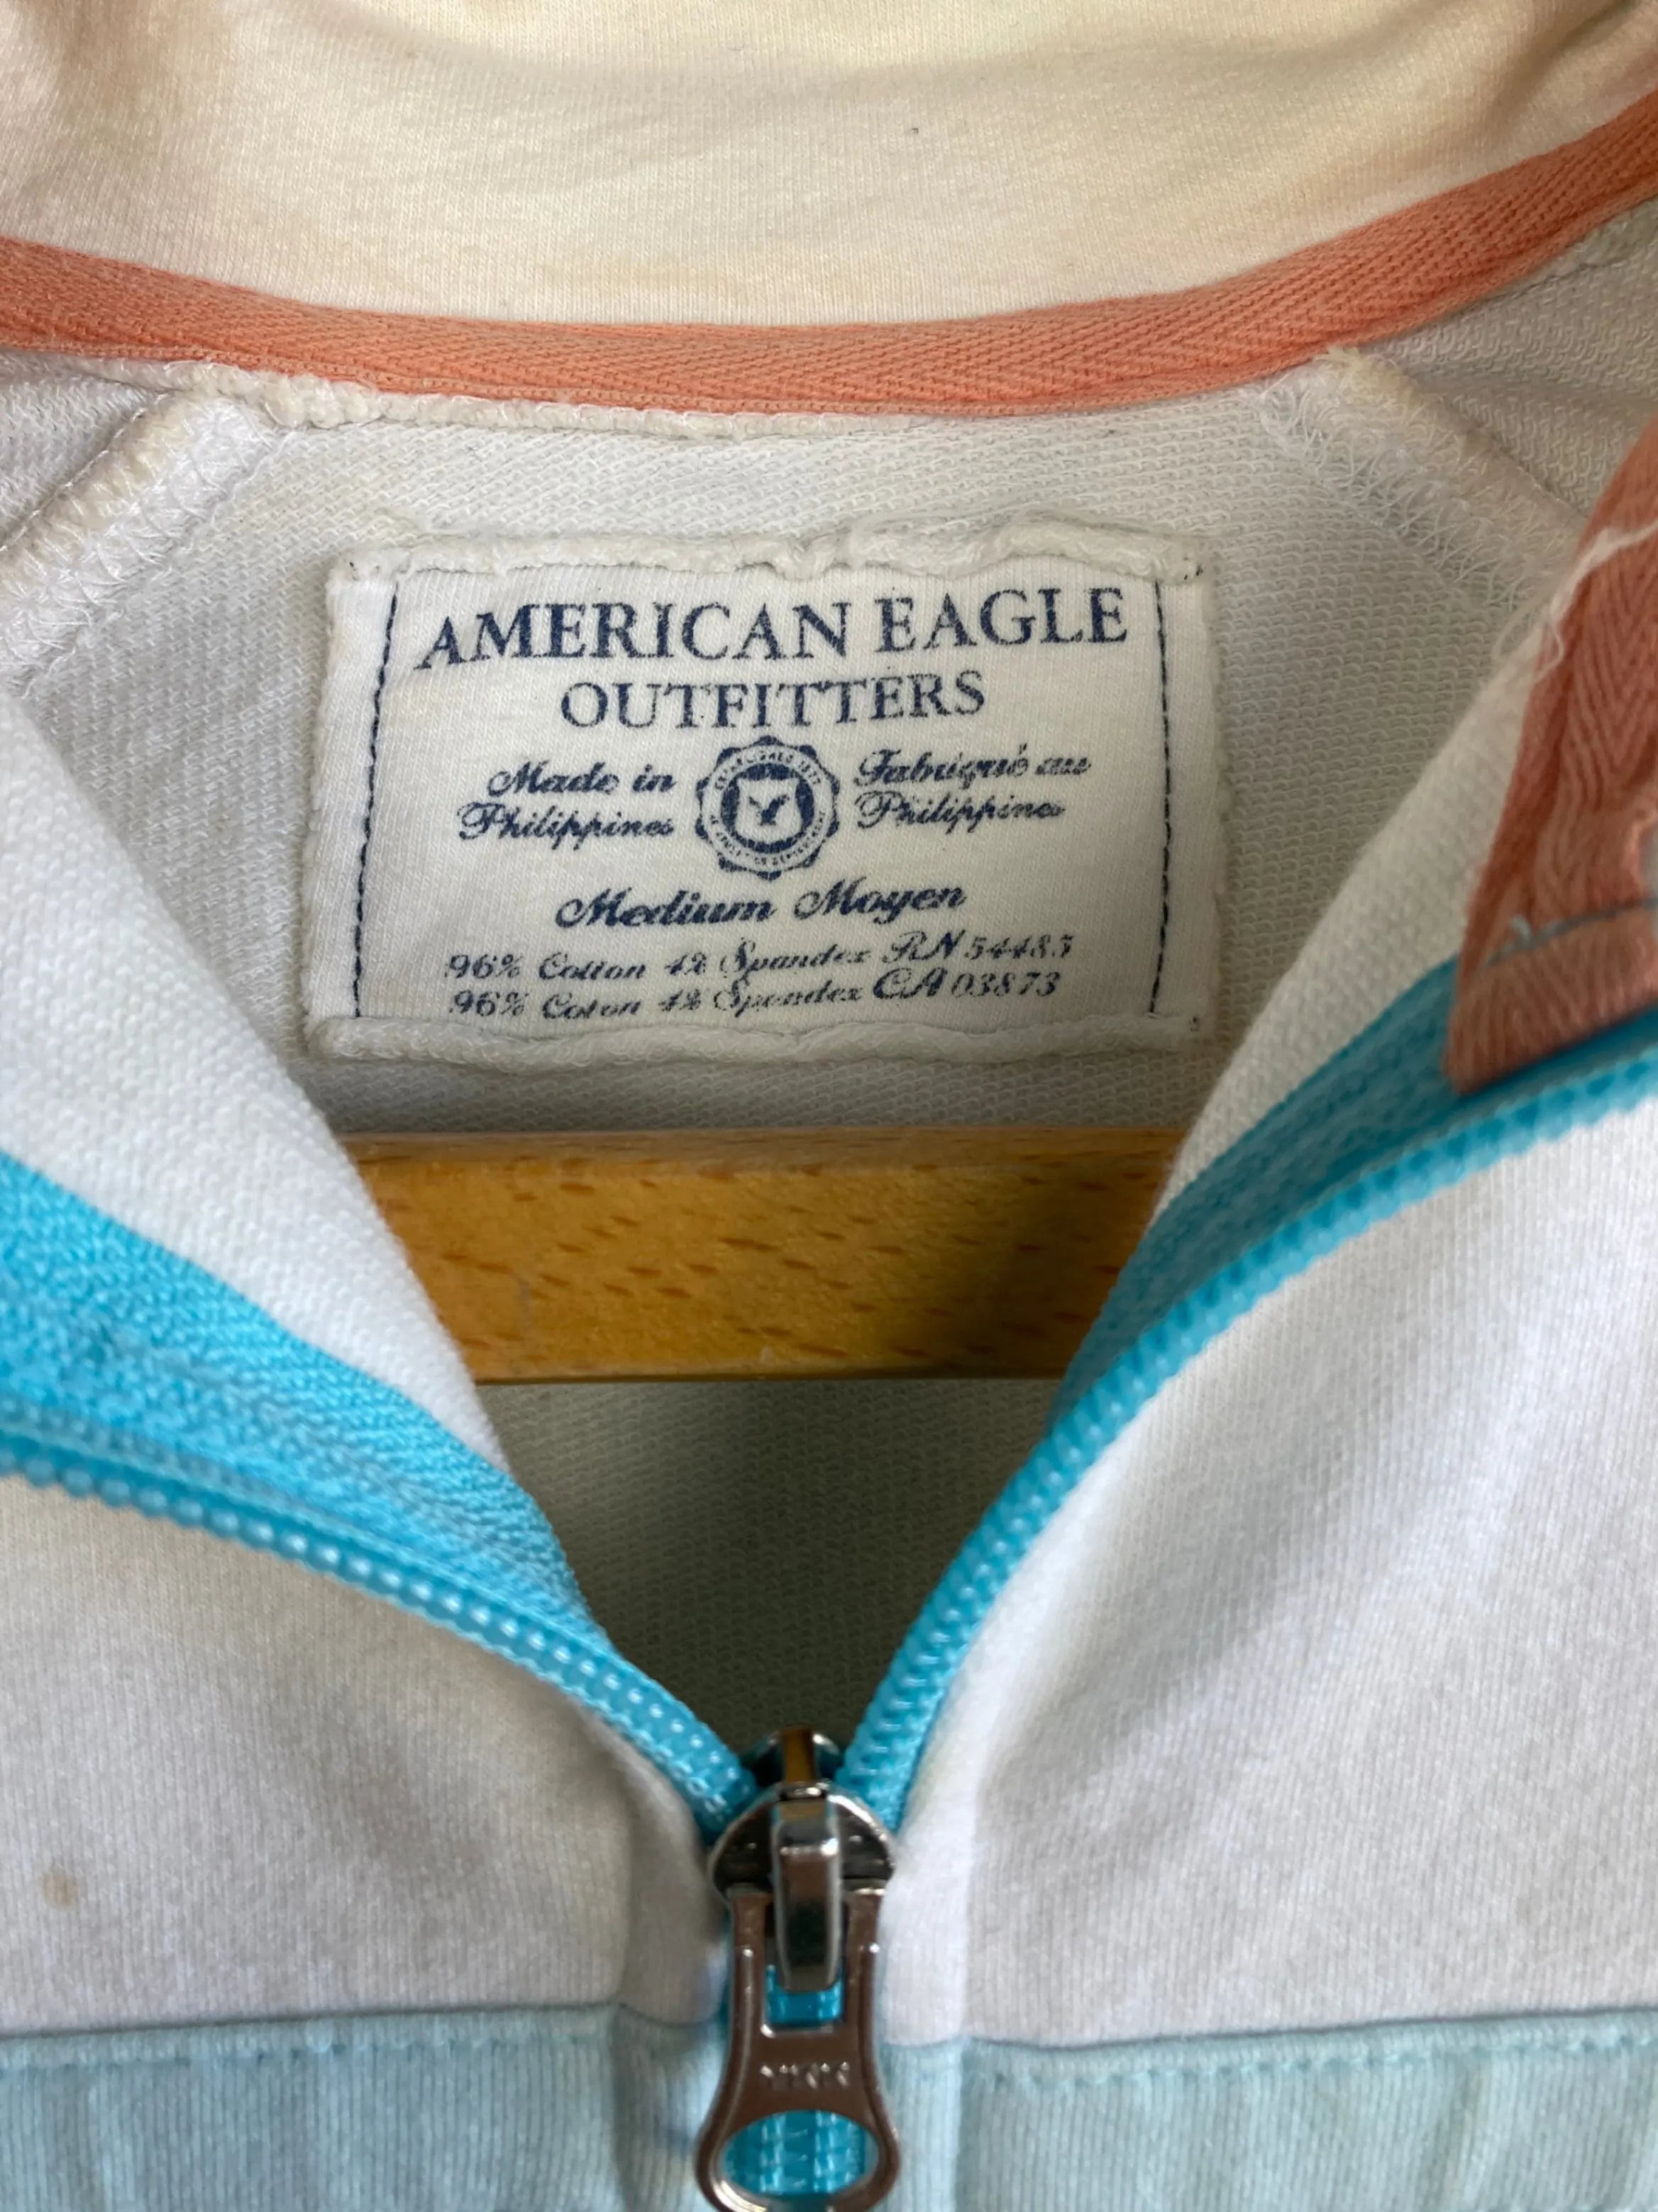 AMERICAN EAGLE
OUTFITTERS
Made in
Philippines
Fabriqué au
Philippines
Medium Moyen
96% Cotton 4% Spandex RN 54485
96% Coton 4% Spandex CA 03873